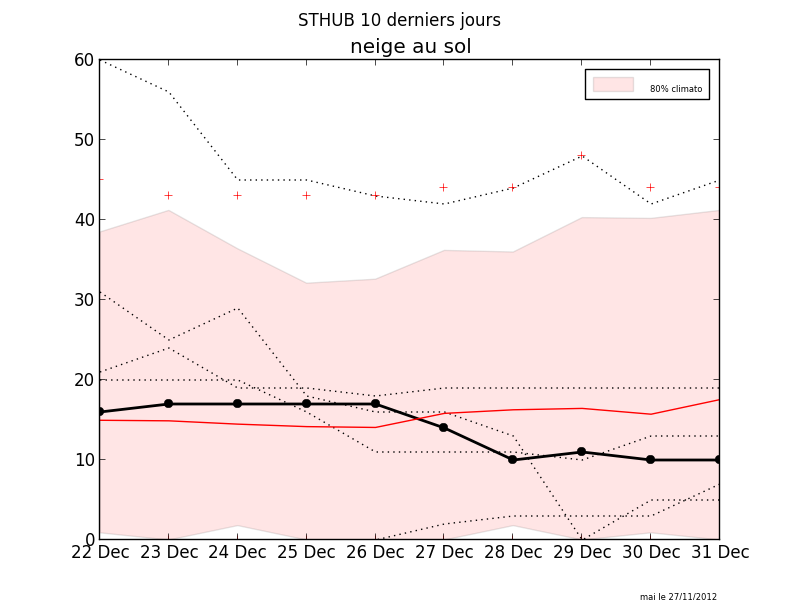 STHUB 10 derniers jours
neige au sol
80% climato
60
50
40
30
20
10
0
22 Dec 23 Dec 24 Dec 25 Dec 26 Dec 27 Dec 28 Dec 29 Dec 30 Dec 31 Dec
mai le 27/11/2012